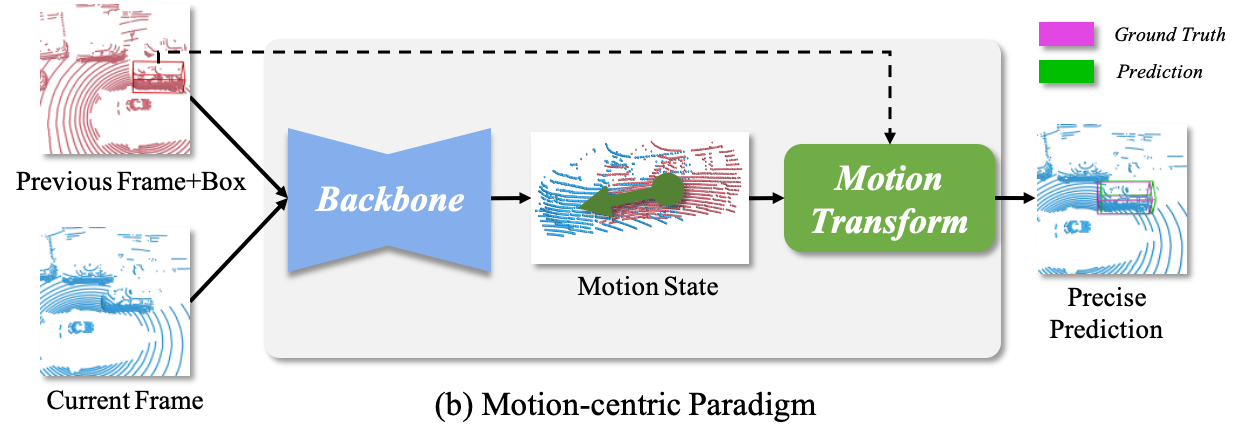 Ground Truth
Prediction
Previous Frame+Box
Backbone
Motion
Transform
Motion State
Precise
Prediction
Current Frame
(b) Motion-centric Paradigm